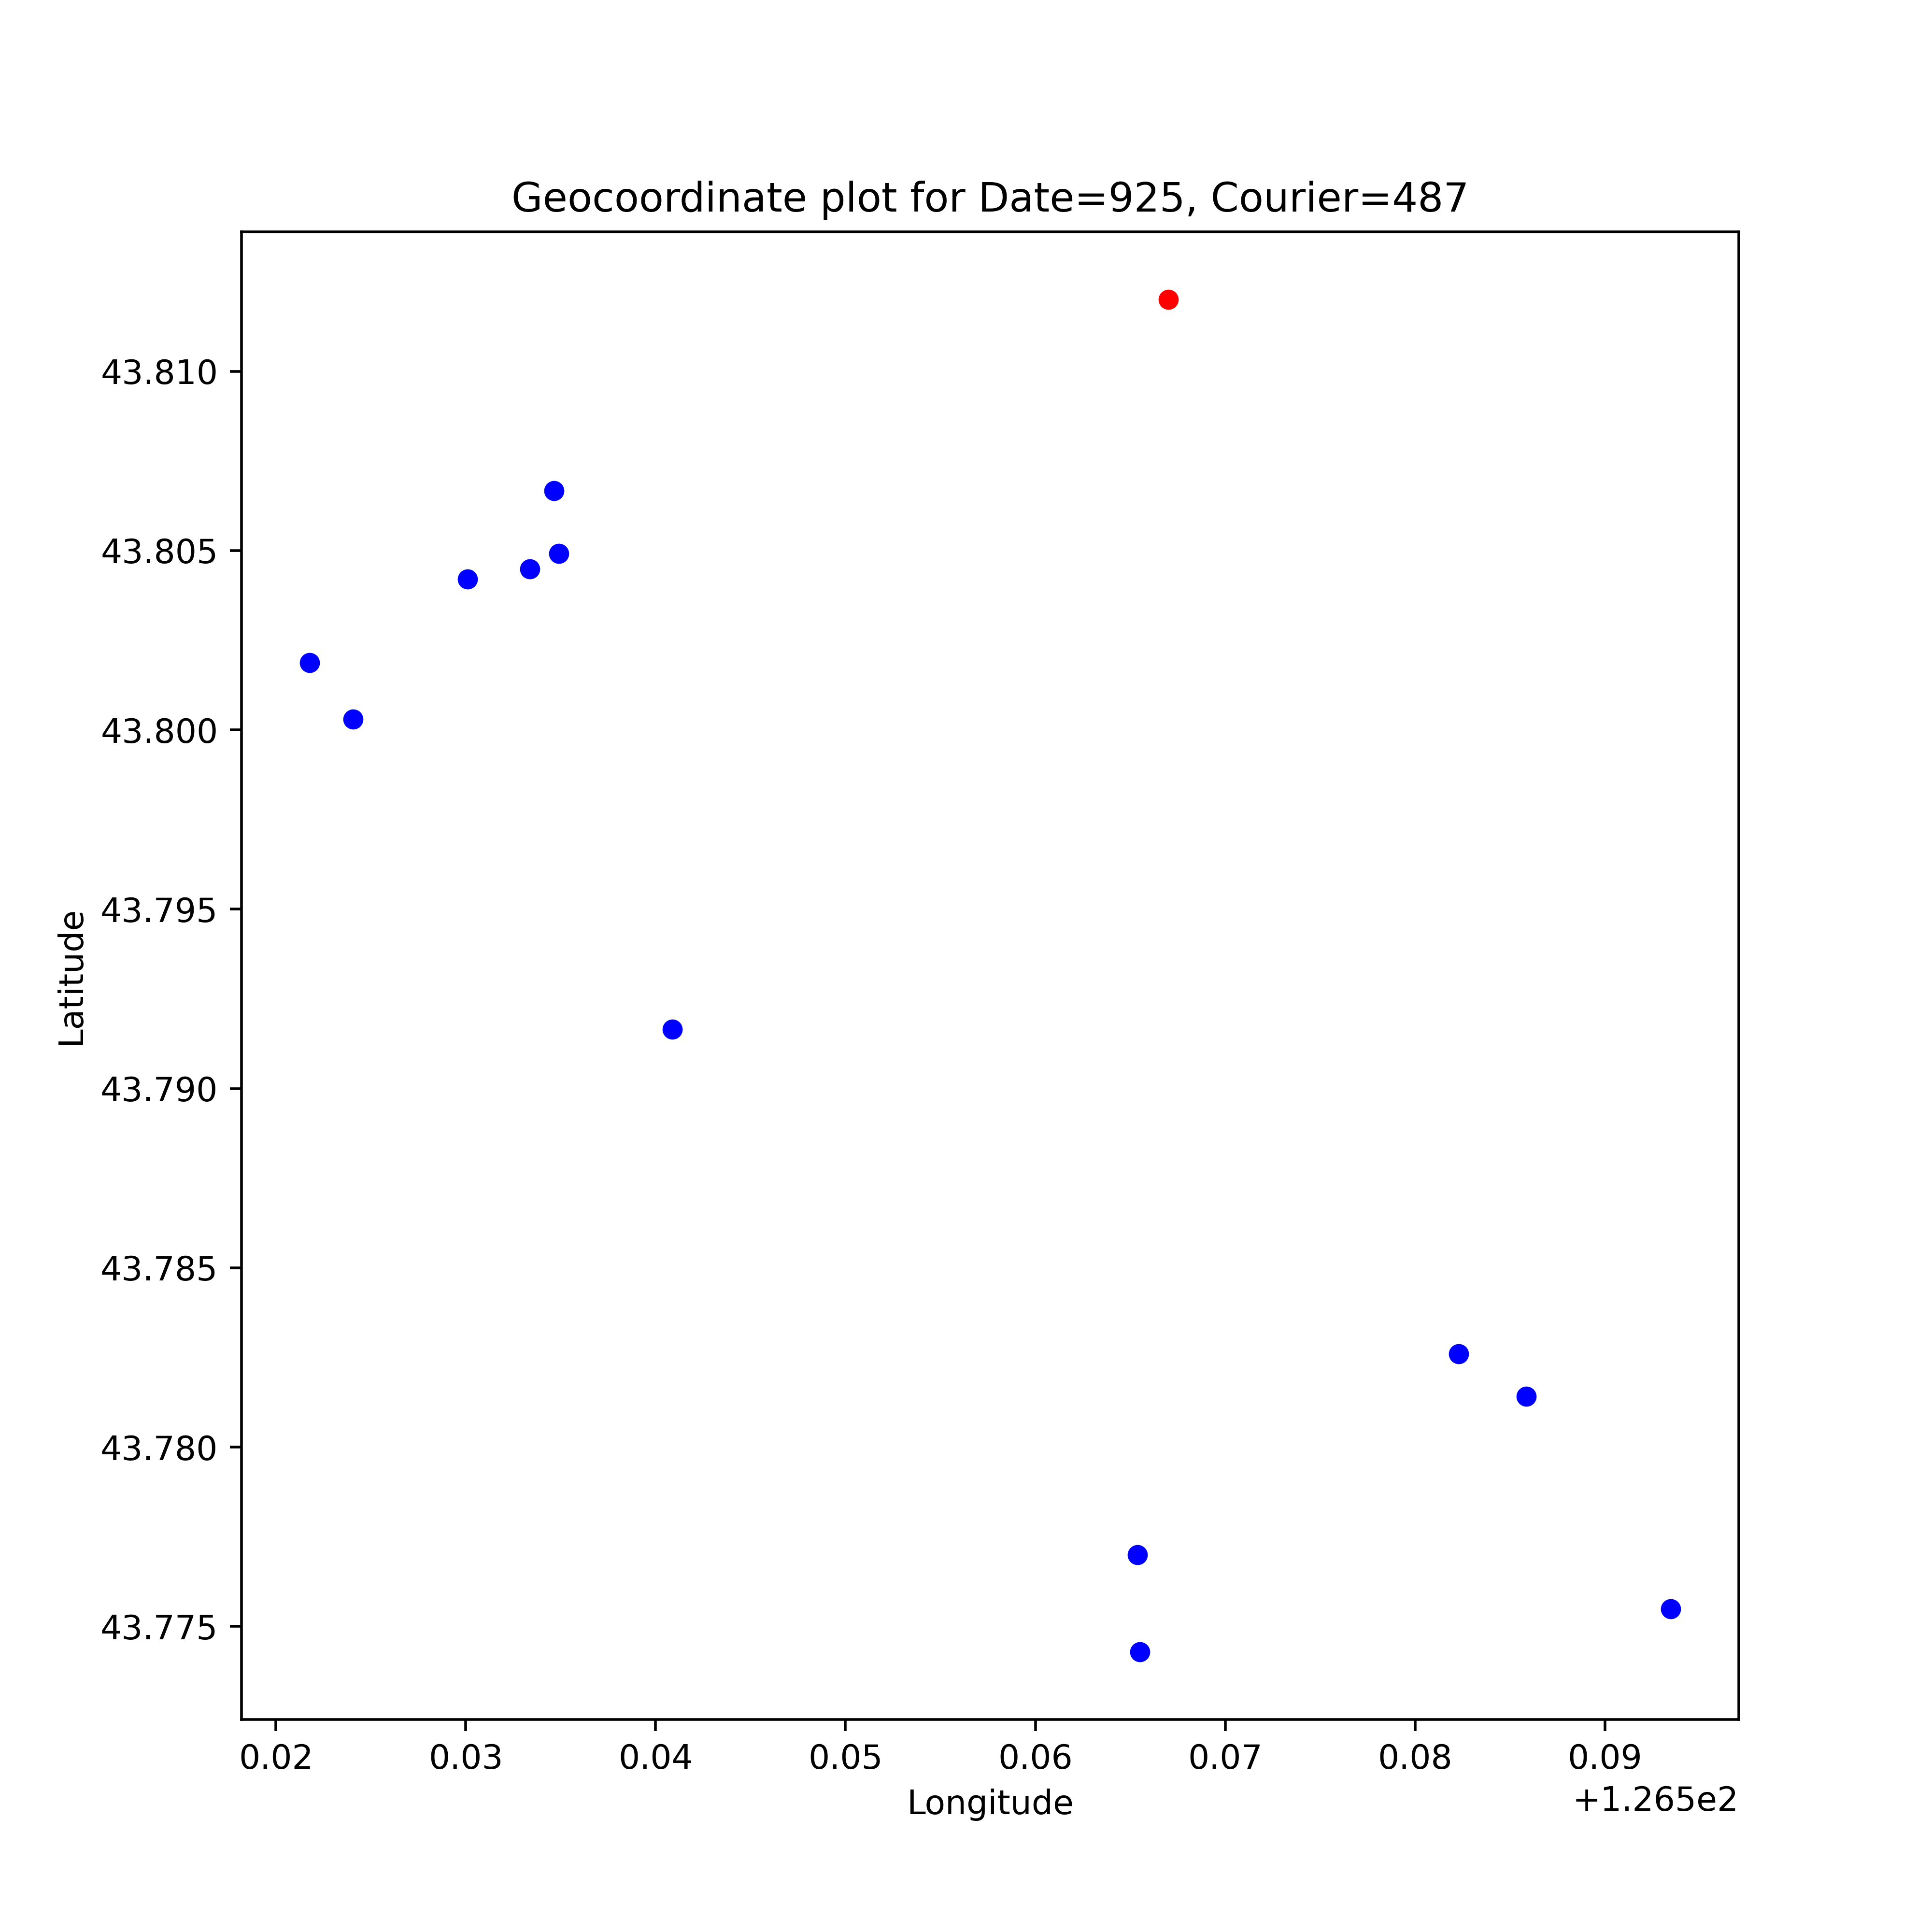 Geocoordinate plot for Date=925, Courier=487
43.810
43.805
43.800
43.795
43.790
43.785
43.780
43.775
Latitude
0.02 0.03 0.04 0.05 0.06 0.07 0.08 0.09
+1.265e2
Longitude